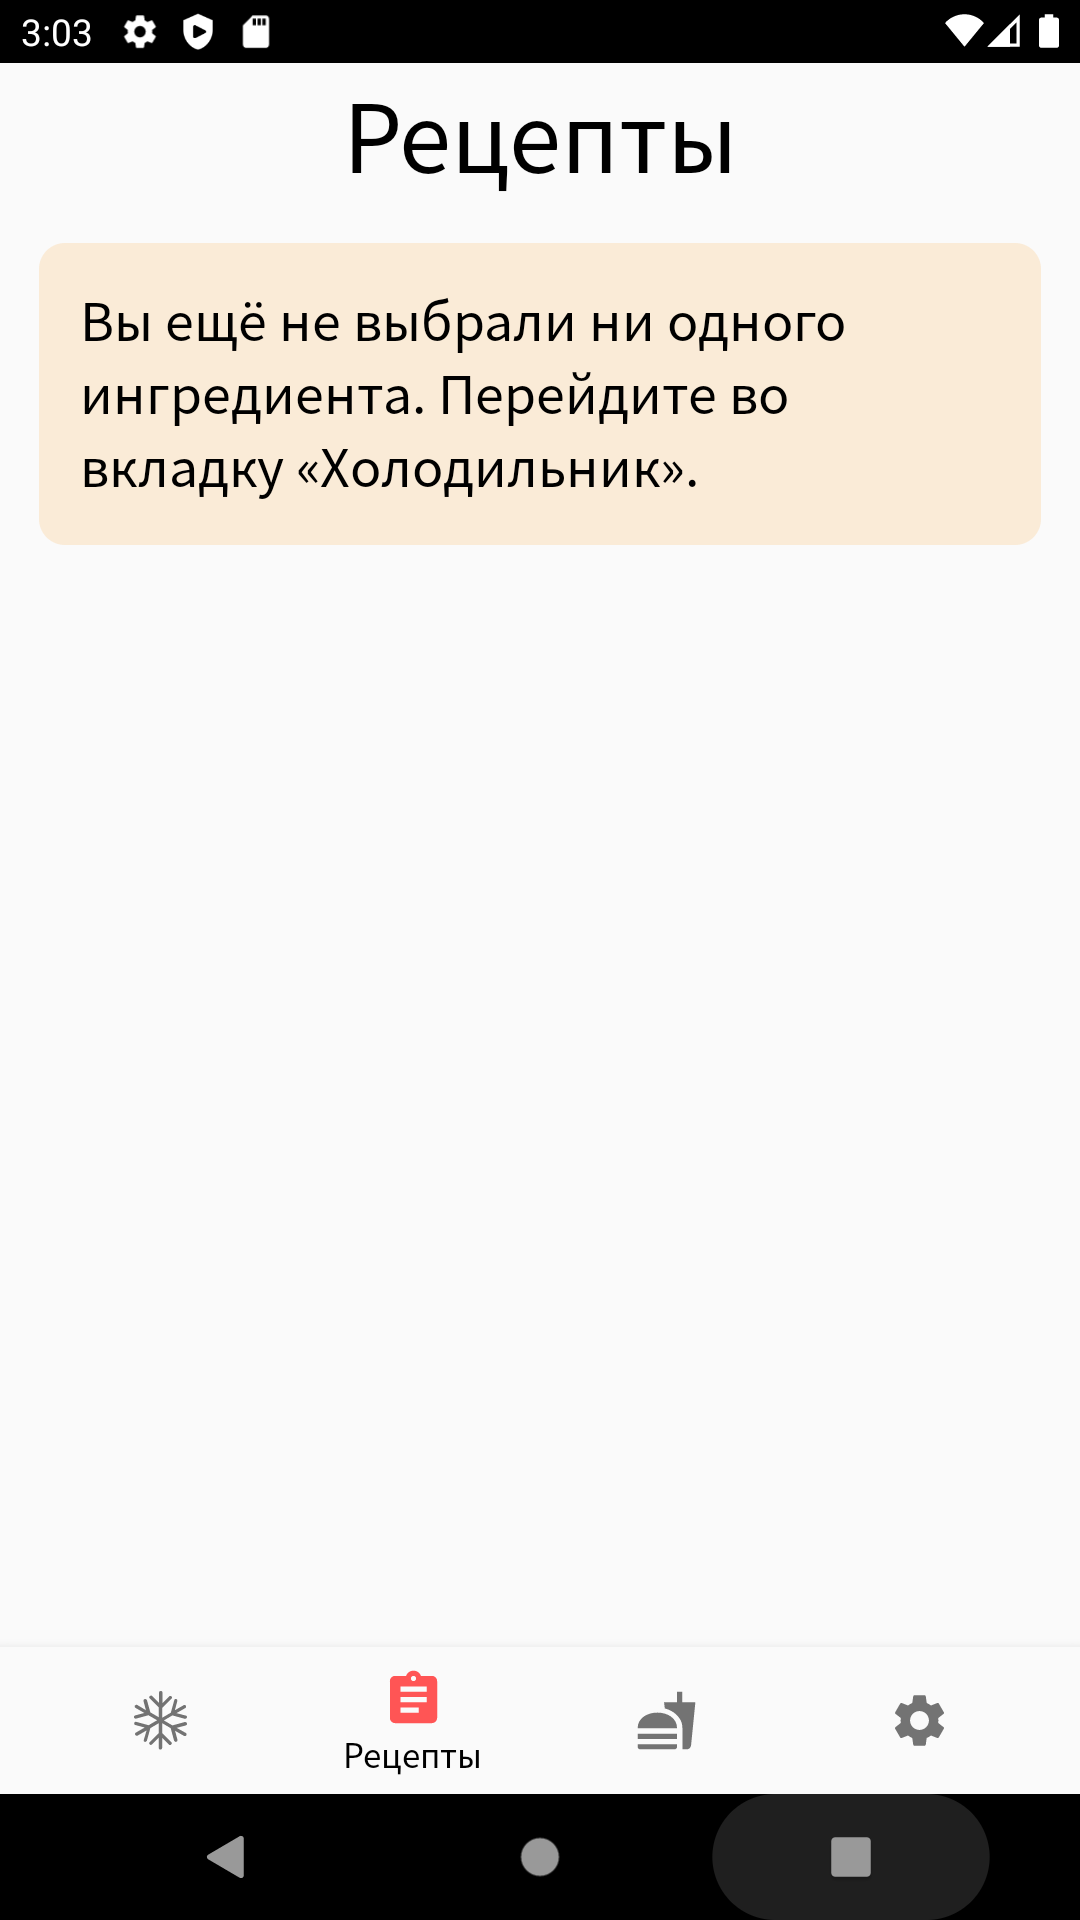 3:03
Рецепты
Вы ещё не выбрали ни одного
ингредиента. Перейдите во
вкладку «Холодильник».
Рецепты